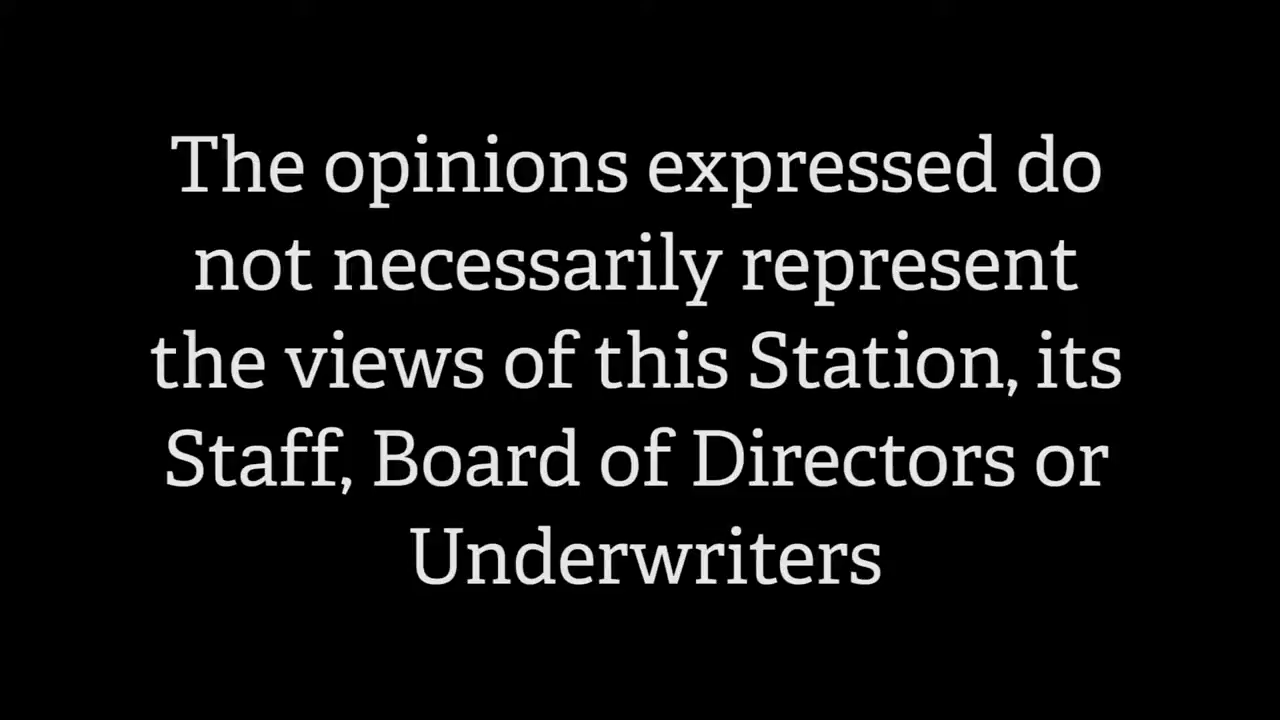 The opinions expressed do
not necessarily represent
the views of this Station, its
Staff, Board of Directors or
Underwriters